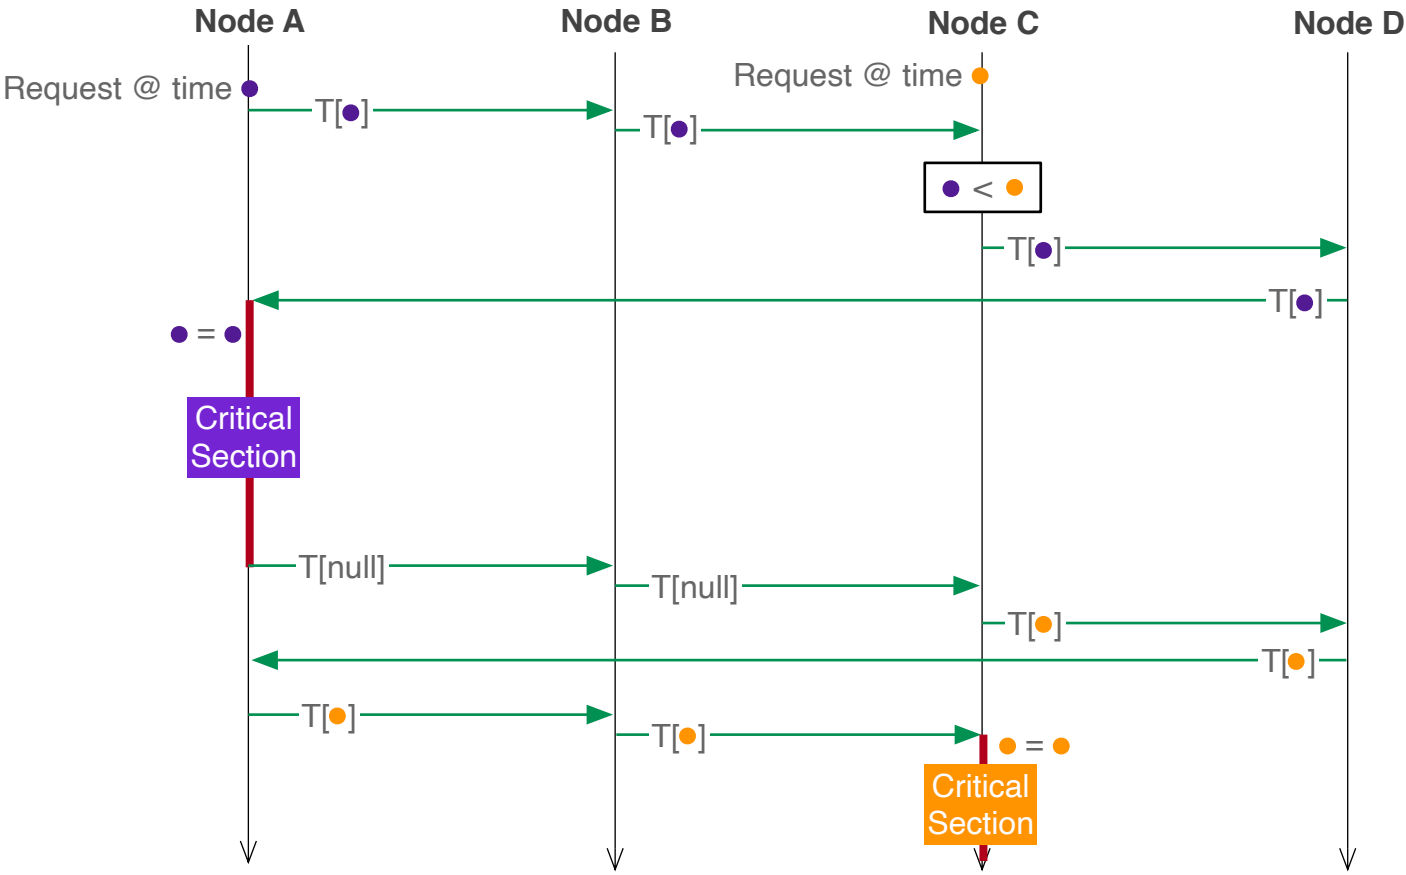 Node A
Node B
Node C
Node D
Request @ time
Request @ time
T[●]
T[●]
● < ●
T[●]
T[●]
● = ●
Critical
Section
T[null]
T[null]
T[●]
T[●]
T[●]
T[●]
● = ●
Critical
Section